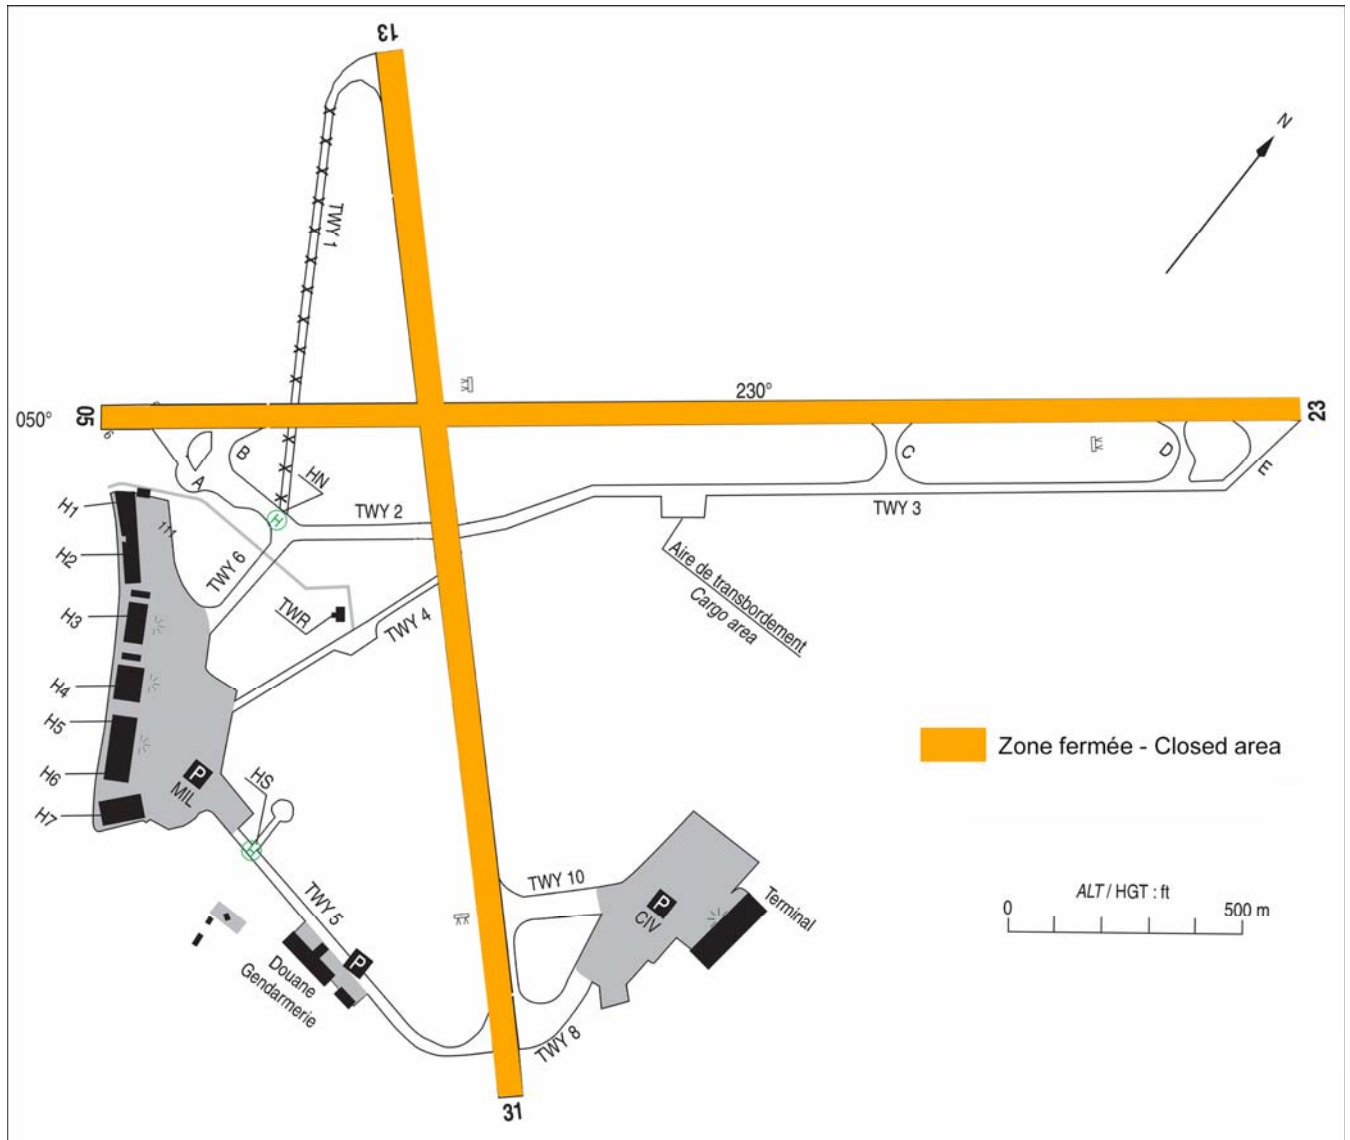 13
N
TWY 1
230°
050°
05
23
6
B
A
HN
C
D
E
H1
H
TWY 2
TWY 3
111
H2
TWY 6
Aire de transbordement
Cargo area
H3
TWR
TWY 4
H4
H5
Zone fermée - Closed area
H6
P
MIL
HS
H7
H
TWY 10
P
CIV
Terminal
ALT / HGT : ft
0
500 m
TWY 5
P
Douane
Gendarmerie
TWY 8
31